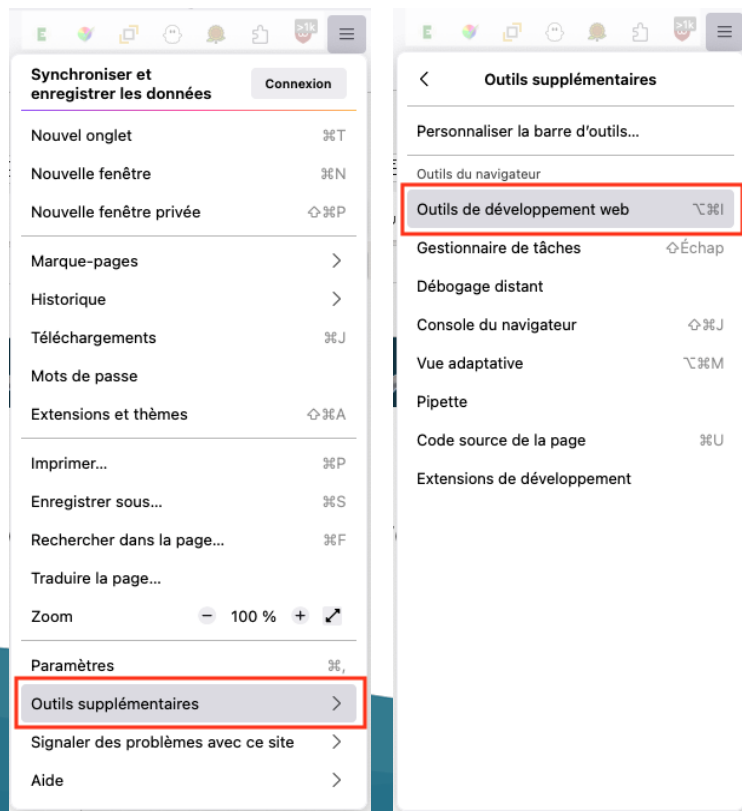 E
>1k
Synchroniser et
enregistrer les données
Connexion
Nouvel onglet ⌘T
Nouvelle fenêtre ⌘N
Nouvelle fenêtre privée ⇧⌘P
Marque-pages
Historique
Téléchargements ⌘J
Mots de passe
Extensions et thèmes ⇧⌘A
Imprimer... ⌘P
Enregistrer sous... ⌘S
Rechercher dans la page... ⌘F
Traduire la page...
Zoom − 100 % +
Paramètres ⌘,
Outils supplémentaires
Signaler des problèmes avec ce site
Aide
E
>1k
Outils supplémentaires
Personnaliser la barre d’outils...
Outils du navigateur
Outils de développement web ⌥⌘I
Gestionnaire de tâches ⇧Échap
Débogage distant
Console du navigateur ⇧⌘J
Vue adaptative ⌥⌘M
Pipette
Code source de la page ⌘U
Extensions de développement